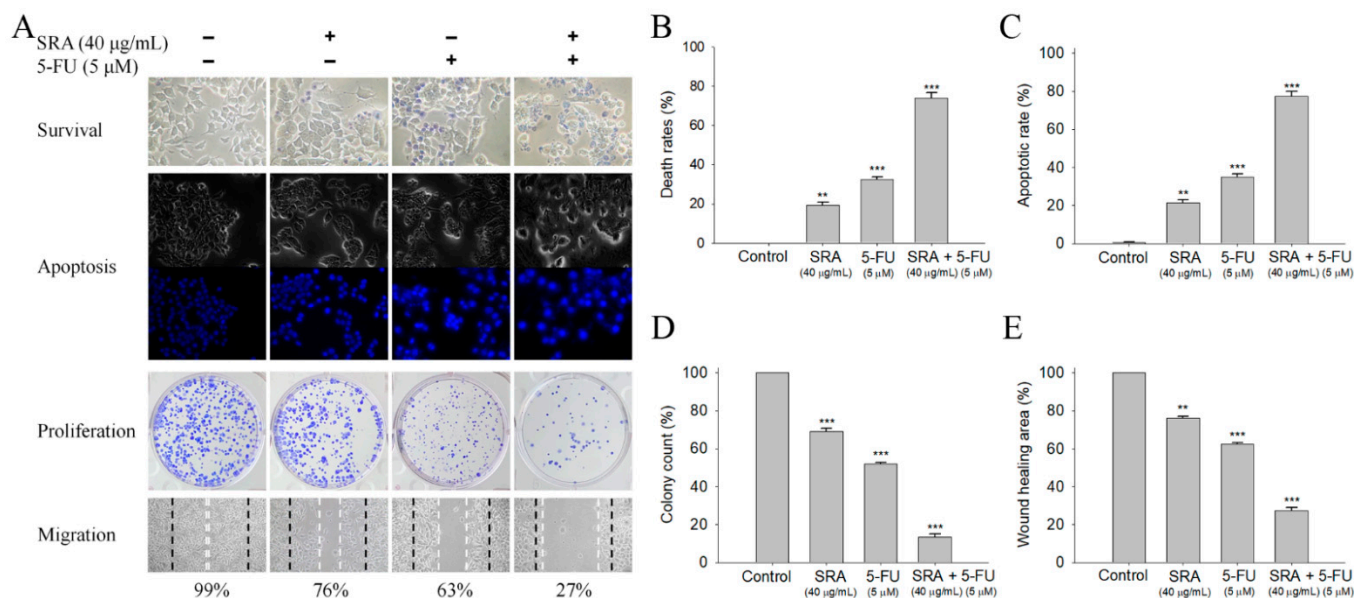 A
SRA (40 μg/mL) – + – +
5-FU (5 μM) – – + +
Survival
Apoptosis
Proliferation
Migration
99% 76% 63% 27%
B
Death rates (%)
100
80
60
40
20
0
Control SRA 5-FU SRA + 5-FU
(40 μg/mL) (5 μM) (40 μg/mL) (5 μM)
** *** ***
C
Apoptotic rate (%)
100
80
60
40
20
0
Control SRA 5-FU SRA + 5-FU
(40 μg/mL) (5 μM) (40 μg/mL) (5 μM)
** *** ***
D
Colony count (%)
100
80
60
40
20
0
Control SRA 5-FU SRA + 5-FU
(40 μg/mL) (5 μM) (40 μg/mL) (5 μM)
*** *** ***
E
Wound healing area (%)
100
80
60
40
20
0
Control SRA 5-FU SRA + 5-FU
(40 μg/mL) (5 μM) (40 μg/mL) (5 μM)
** *** ***